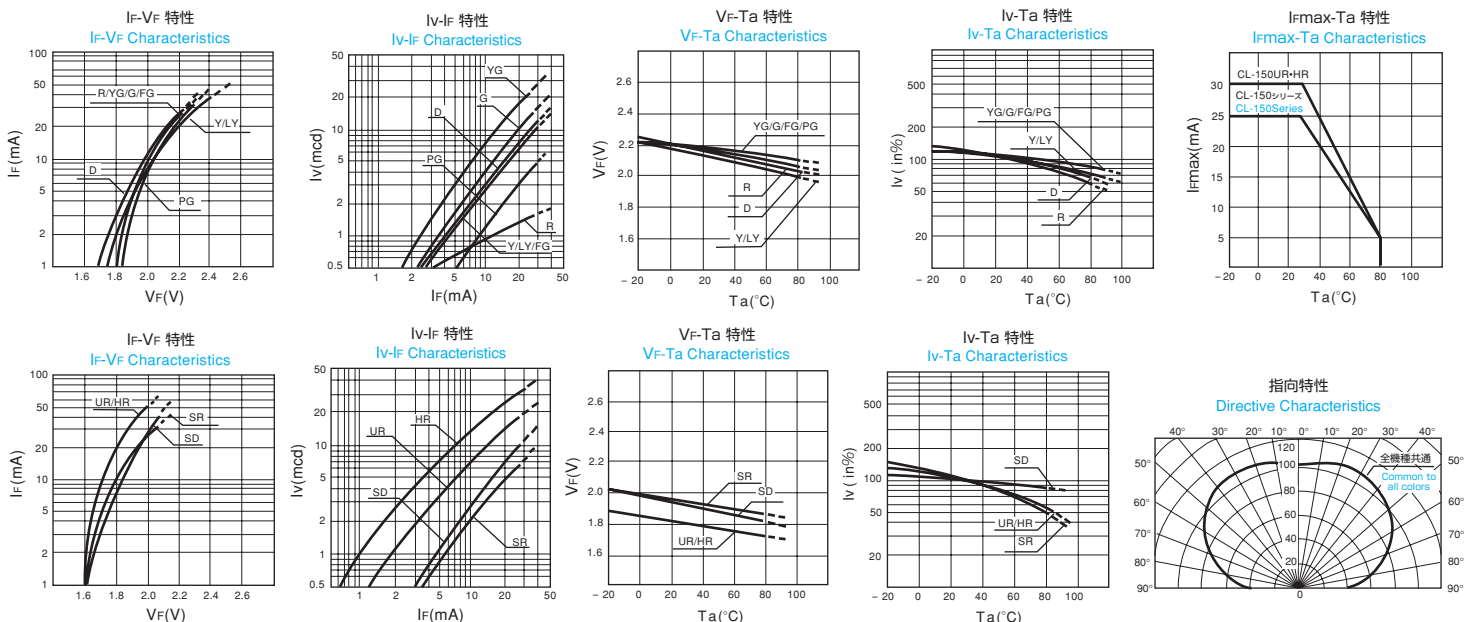 IF-VF 特性
IF-VF Characteristics
100
50
20
10
5
2
1
IF(mA)
R/YG/G/FG
Y/LY
D
PG
1.6 1.8 2.0 2.2 2.4 2.6
VF(V)
Iv-IF 特性
Iv-IF Characteristics
50
20
10
5
2
1
0.5
Iv(mcd)
YG
G
D
PG
R
Y/LY/FG
1 2 5 10 20 50
IF(mA)
VF-Ta 特性
VF-Ta Characteristics
2.6
2.4
2.2
2.0
1.8
1.6
VF(V)
YG/G/FG/PG
R
D
Y/LY
－20 0 20 40 60 80 100
Ta(°C)
Iv-Ta 特性
Iv-Ta Characteristics
500
200
100
50
20
Iv ( in%)
YG/G/FG/PG
Y/LY
D
R
－20 0 20 40 60 80 100
Ta(°C)
IFmax-Ta 特性
IFmax-Ta Characteristics
30
25
20
15
10
5
IFmax(mA)
CL-150UR•HR
CL-150シリーズ
CL-150Series
－20 0 20 40 60 80 100
Ta(°C)
IF-VF 特性
IF-VF Characteristics
100
50
20
10
5
2
1
IF(mA)
UR/HR
SR
SD
1.6 1.8 2.0 2.2 2.4 2.6
VF(V)
Iv-IF 特性
Iv-IF Characteristics
50
20
10
5
2
1
0.5
Iv(mcd)
HR
UR
SD
SR
1 2 5 10 20 50
IF(mA)
VF-Ta 特性
VF-Ta Characteristics
2.6
2.4
2.2
2.0
1.8
1.6
VF(V)
SR
SD
UR/HR
－20 0 20 40 60 80 100
Ta(°C)
Iv-Ta 特性
Iv-Ta Characteristics
500
200
100
50
20
Iv ( in%)
SD
UR/HR
SR
－20 0 20 40 60 80 100
Ta(°C)
指向特性
Directive Characteristics
40° 30° 20° 10° 0° 10° 20° 30° 40°
50° 50°
60° 60°
70° 70°
80° 80°
90° 90°
120
100
80
60
40
20
0
全機種共通
Common to
all colors